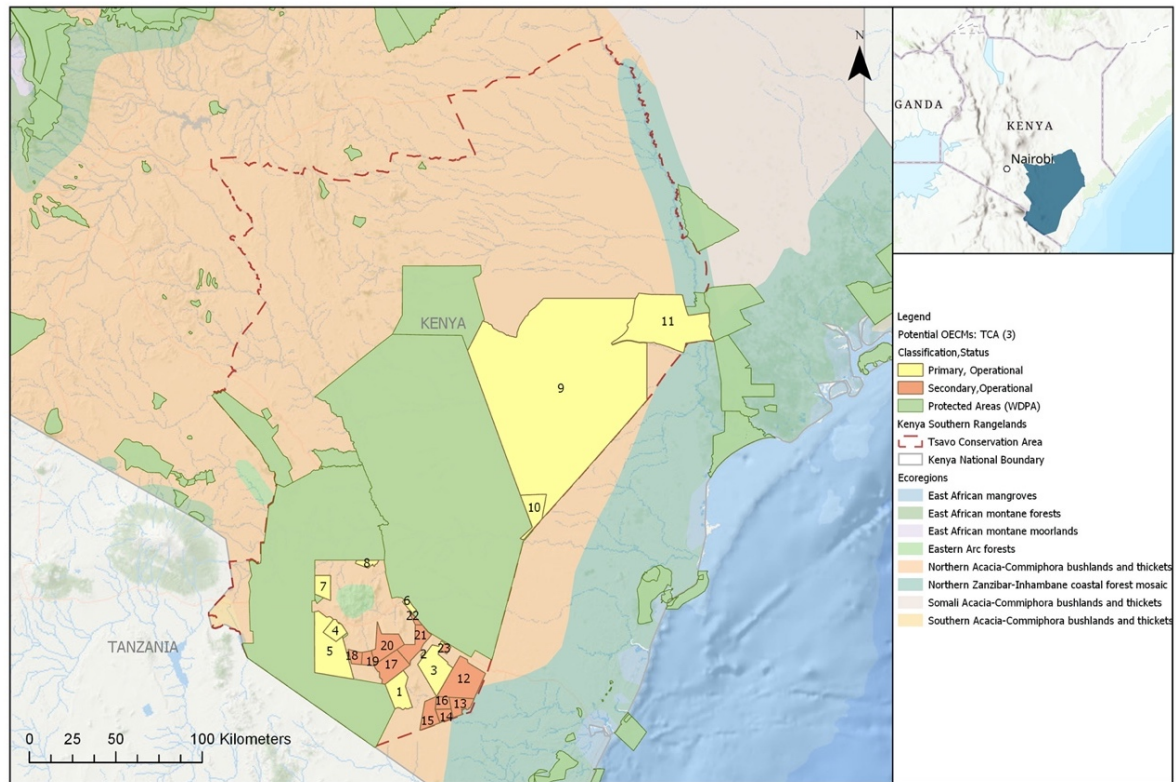 N
GANDA
KENYA
Nairobi
KENYA
11
9
10
8
7
6
22
4
21
5
20
23
18
19
17
2
3
12
1
16
13
15
14
TANZANIA
0 25 50 100 Kilometers
Legend
Potential OECMs: TCA (3)
Classification,Status
Primary, Operational
Secondary,Operational
Protected Areas (WDPA)
Kenya Southern Rangelands
Tsavo Conservation Area
Kenya National Boundary
Ecoregions
East African mangroves
East African montane forests
East African montane moorlands
Eastern Arc forests
Northern Acacia-Commiphora bushlands and thickets
Northern Zanzibar-Inhambane coastal forest mosaic
Somali Acacia-Commiphora bushlands and thickets
Southern Acacia-Commiphora bushlands and thickets